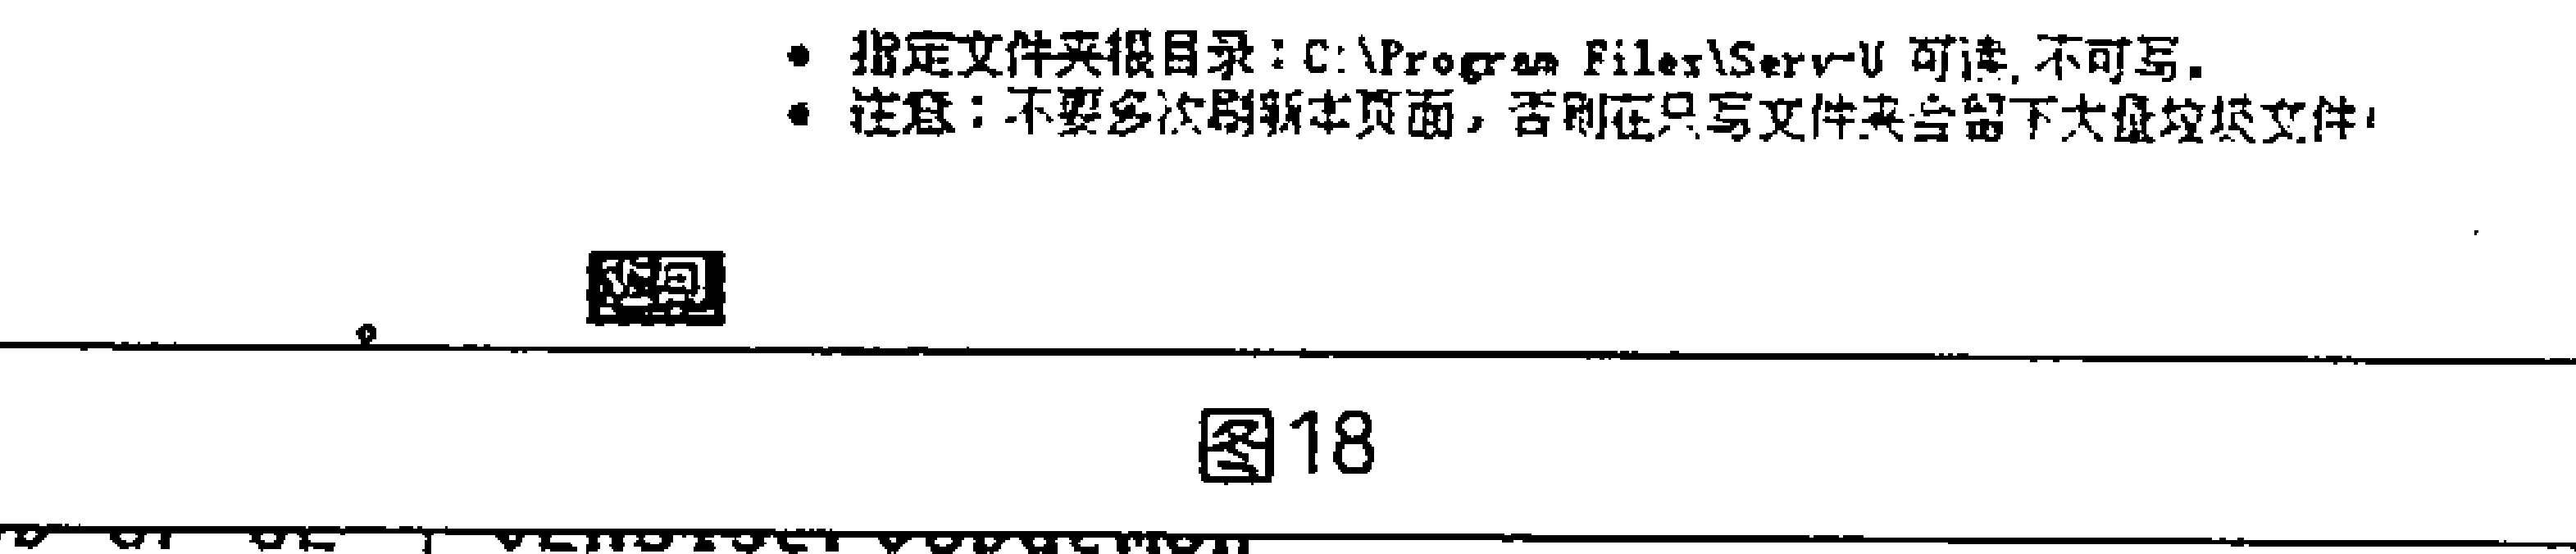 • 指定文件夹根目录：C:\Program Files\Serv-U 可读,不可写.
• 注意：不要多次刷新本页面，否则在只写文件夹会留下大量垃圾文件！
返回
图18